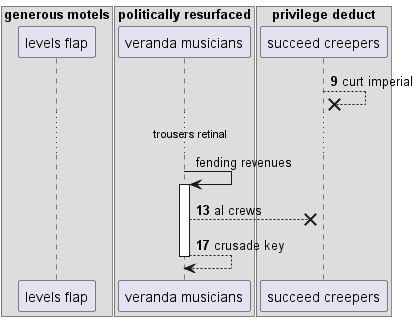 generous motels politically resurfaced privilege deduct
levels flap veranda musicians succeed creepers
9 curt imperial
trousers retinal
fending revenues
13 al crews
17 crusade key
levels flap veranda musicians succeed creepers